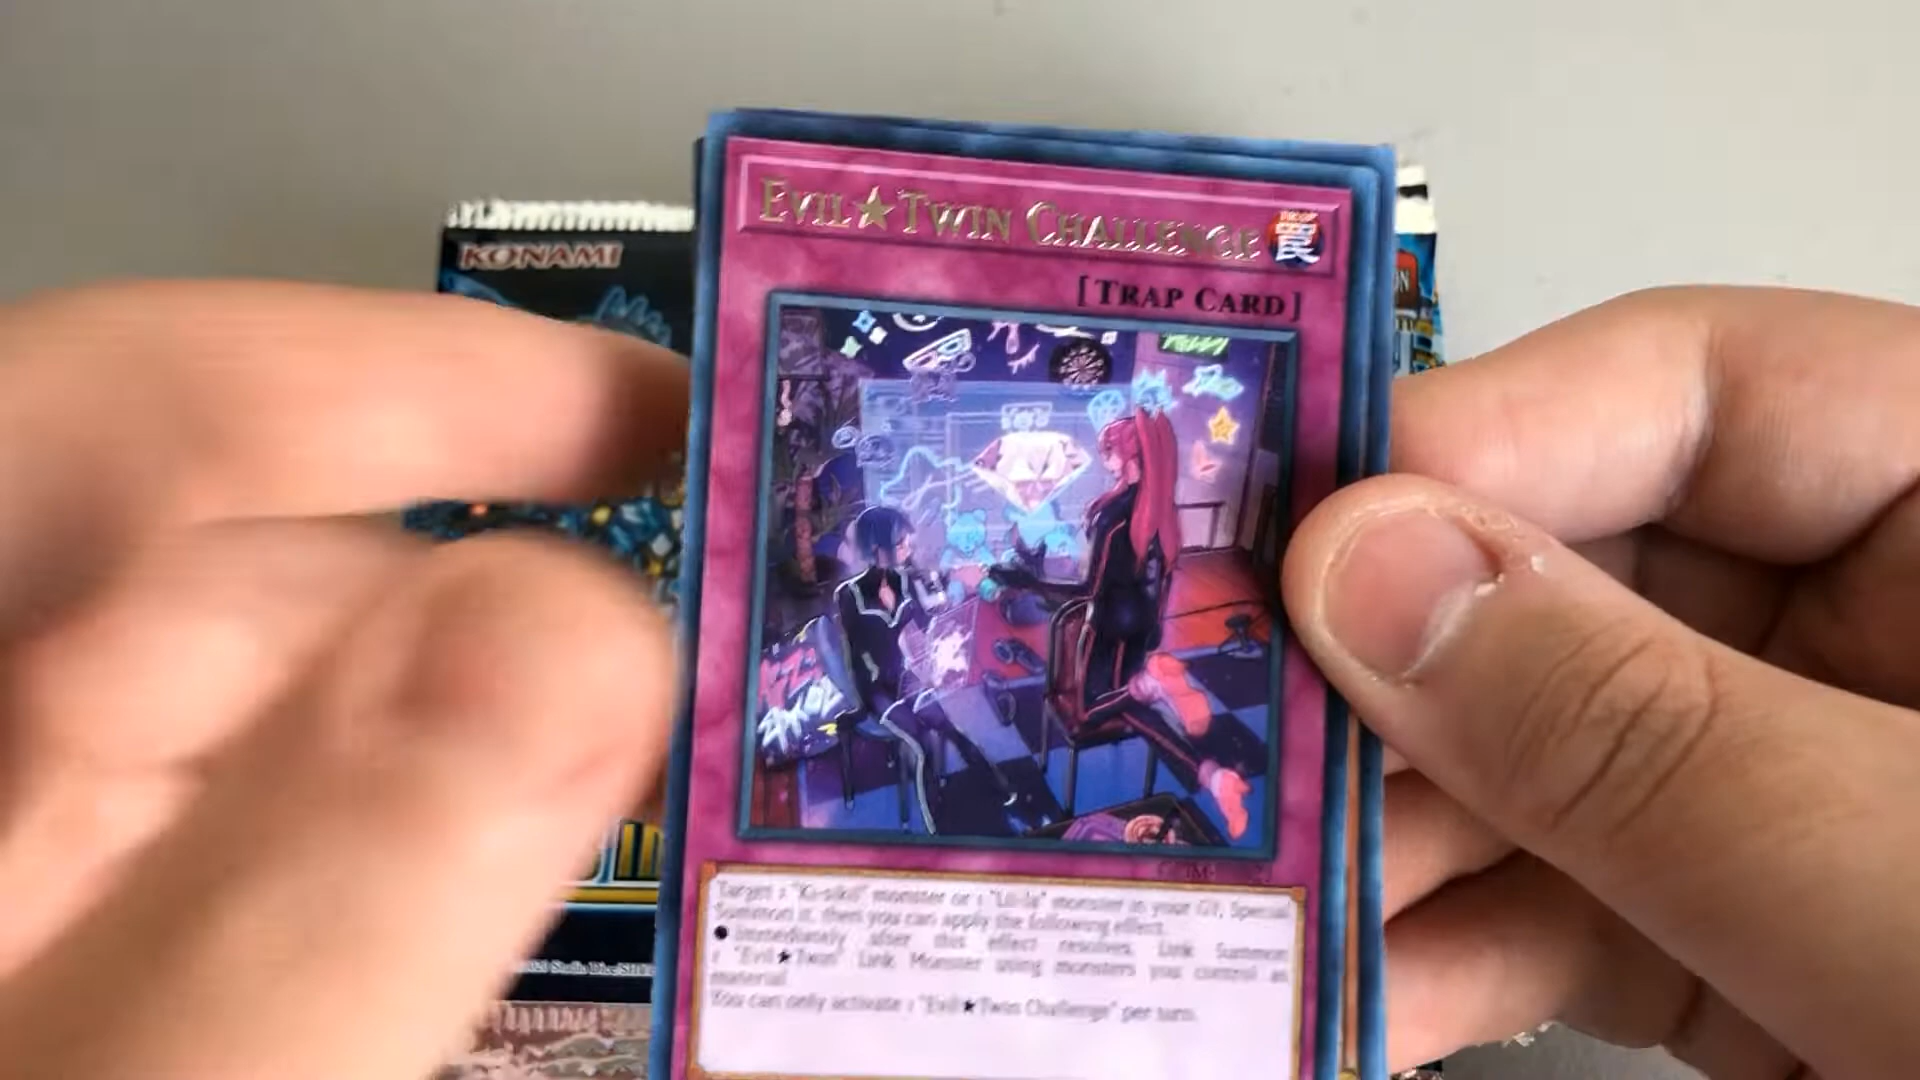 KONAMI
EVIL★TWIN CHALLENGE
TRAP
罠
[TRAP CARD]
Target 1 "Ki-sikil" monster or 1 "Lil-la" monster in your GY, Special
Summon it, then you can apply the following effect.
● Immediately after this effect resolves, Link Summon
1 "Evil★Twin" Link Monster using monsters you control as
material.
You can only activate 1 "Evil★Twin Challenge" per turn.
Studio Dice